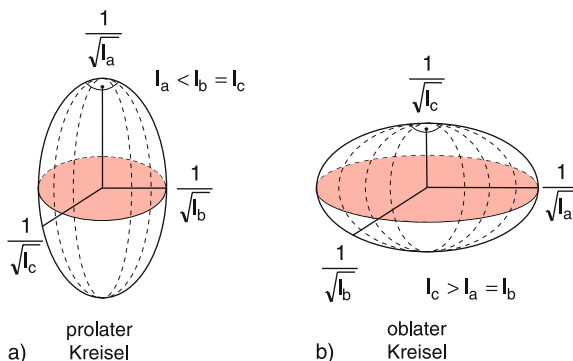 1/√I_a
I_a < I_b = I_c
1/√I_b
1/√I_c
a) prolater
Kreisel
1/√I_c
1/√I_a
1/√I_b
I_c > I_a = I_b
b) oblater
Kreisel